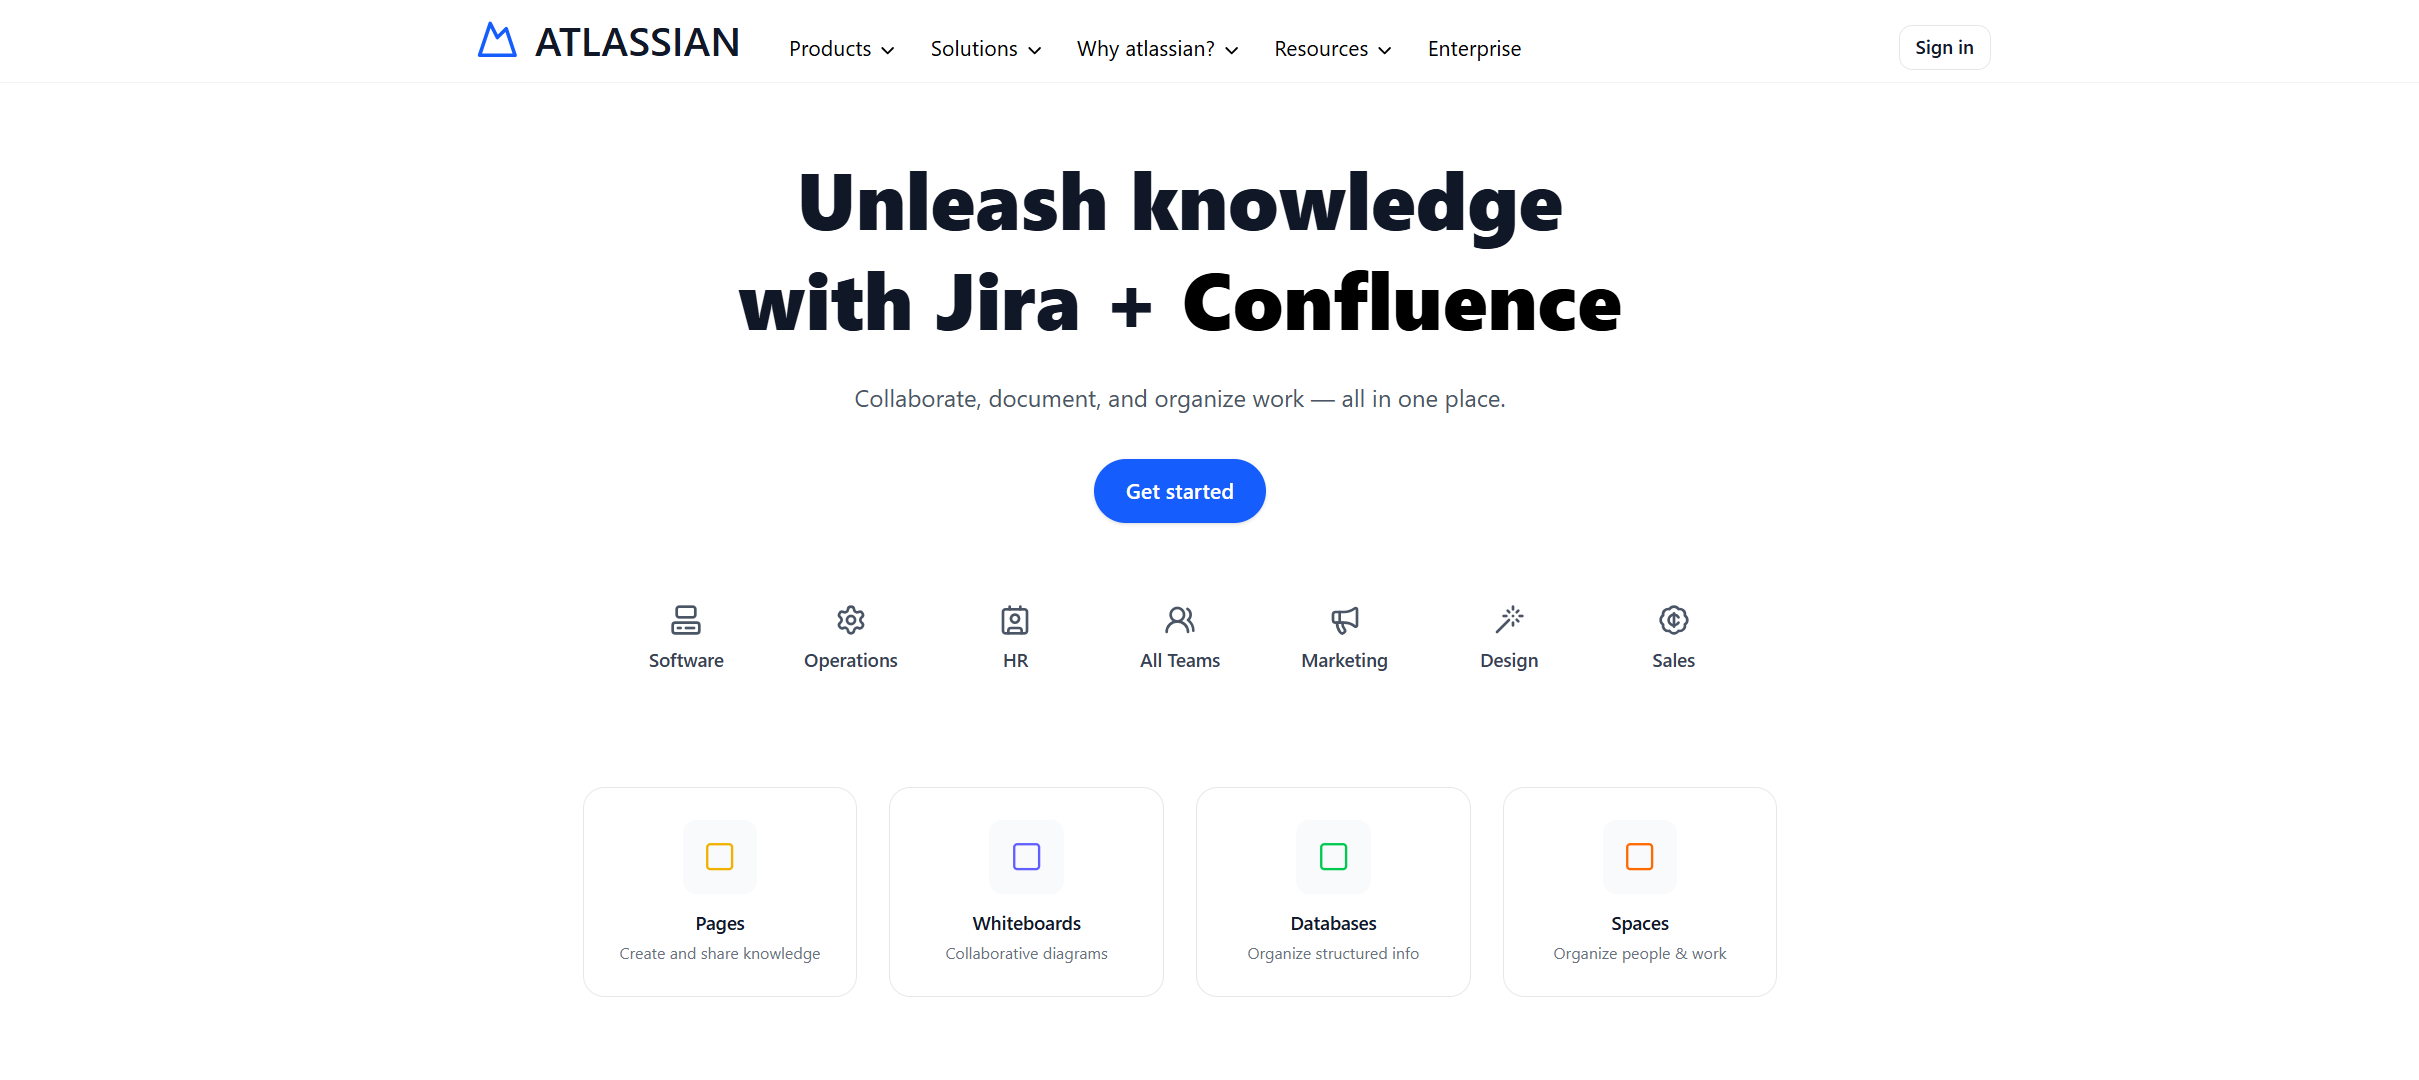 ATLASSIAN
Products
Solutions
Why atlassian?
Resources
Enterprise
Sign in
Unleash knowledge
with Jira + Confluence
Collaborate, document, and organize work — all in one place.
Get started
Software
Operations
HR
All Teams
Marketing
Design
Sales
Pages
Create and share knowledge
Whiteboards
Collaborative diagrams
Databases
Organize structured info
Spaces
Organize people & work